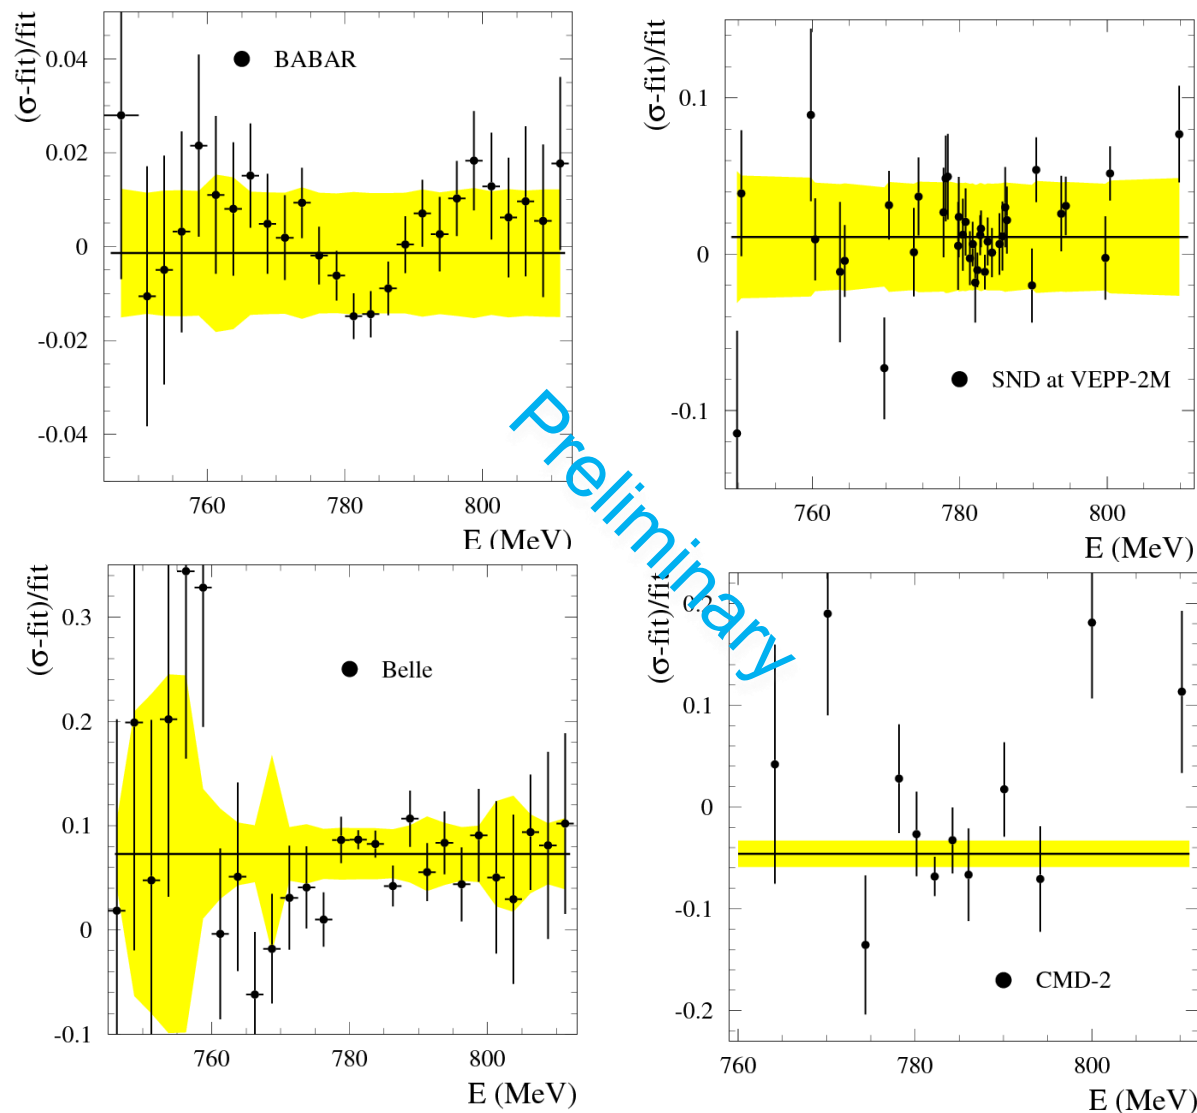 (σ-fit)/fit
BABAR
0.04
0.02
0
-0.02
-0.04
760
780
800
E (MeV)
(σ-fit)/fit
0.1
0
-0.1
SND at VEPP-2M
760
780
800
E (MeV)
Preliminary
(σ-fit)/fit
Belle
0.3
0.2
0.1
0
-0.1
760
780
800
E (MeV)
(σ-fit)/fit
0.2
0.1
0
-0.1
-0.2
CMD-2
760
780
800
E (MeV)